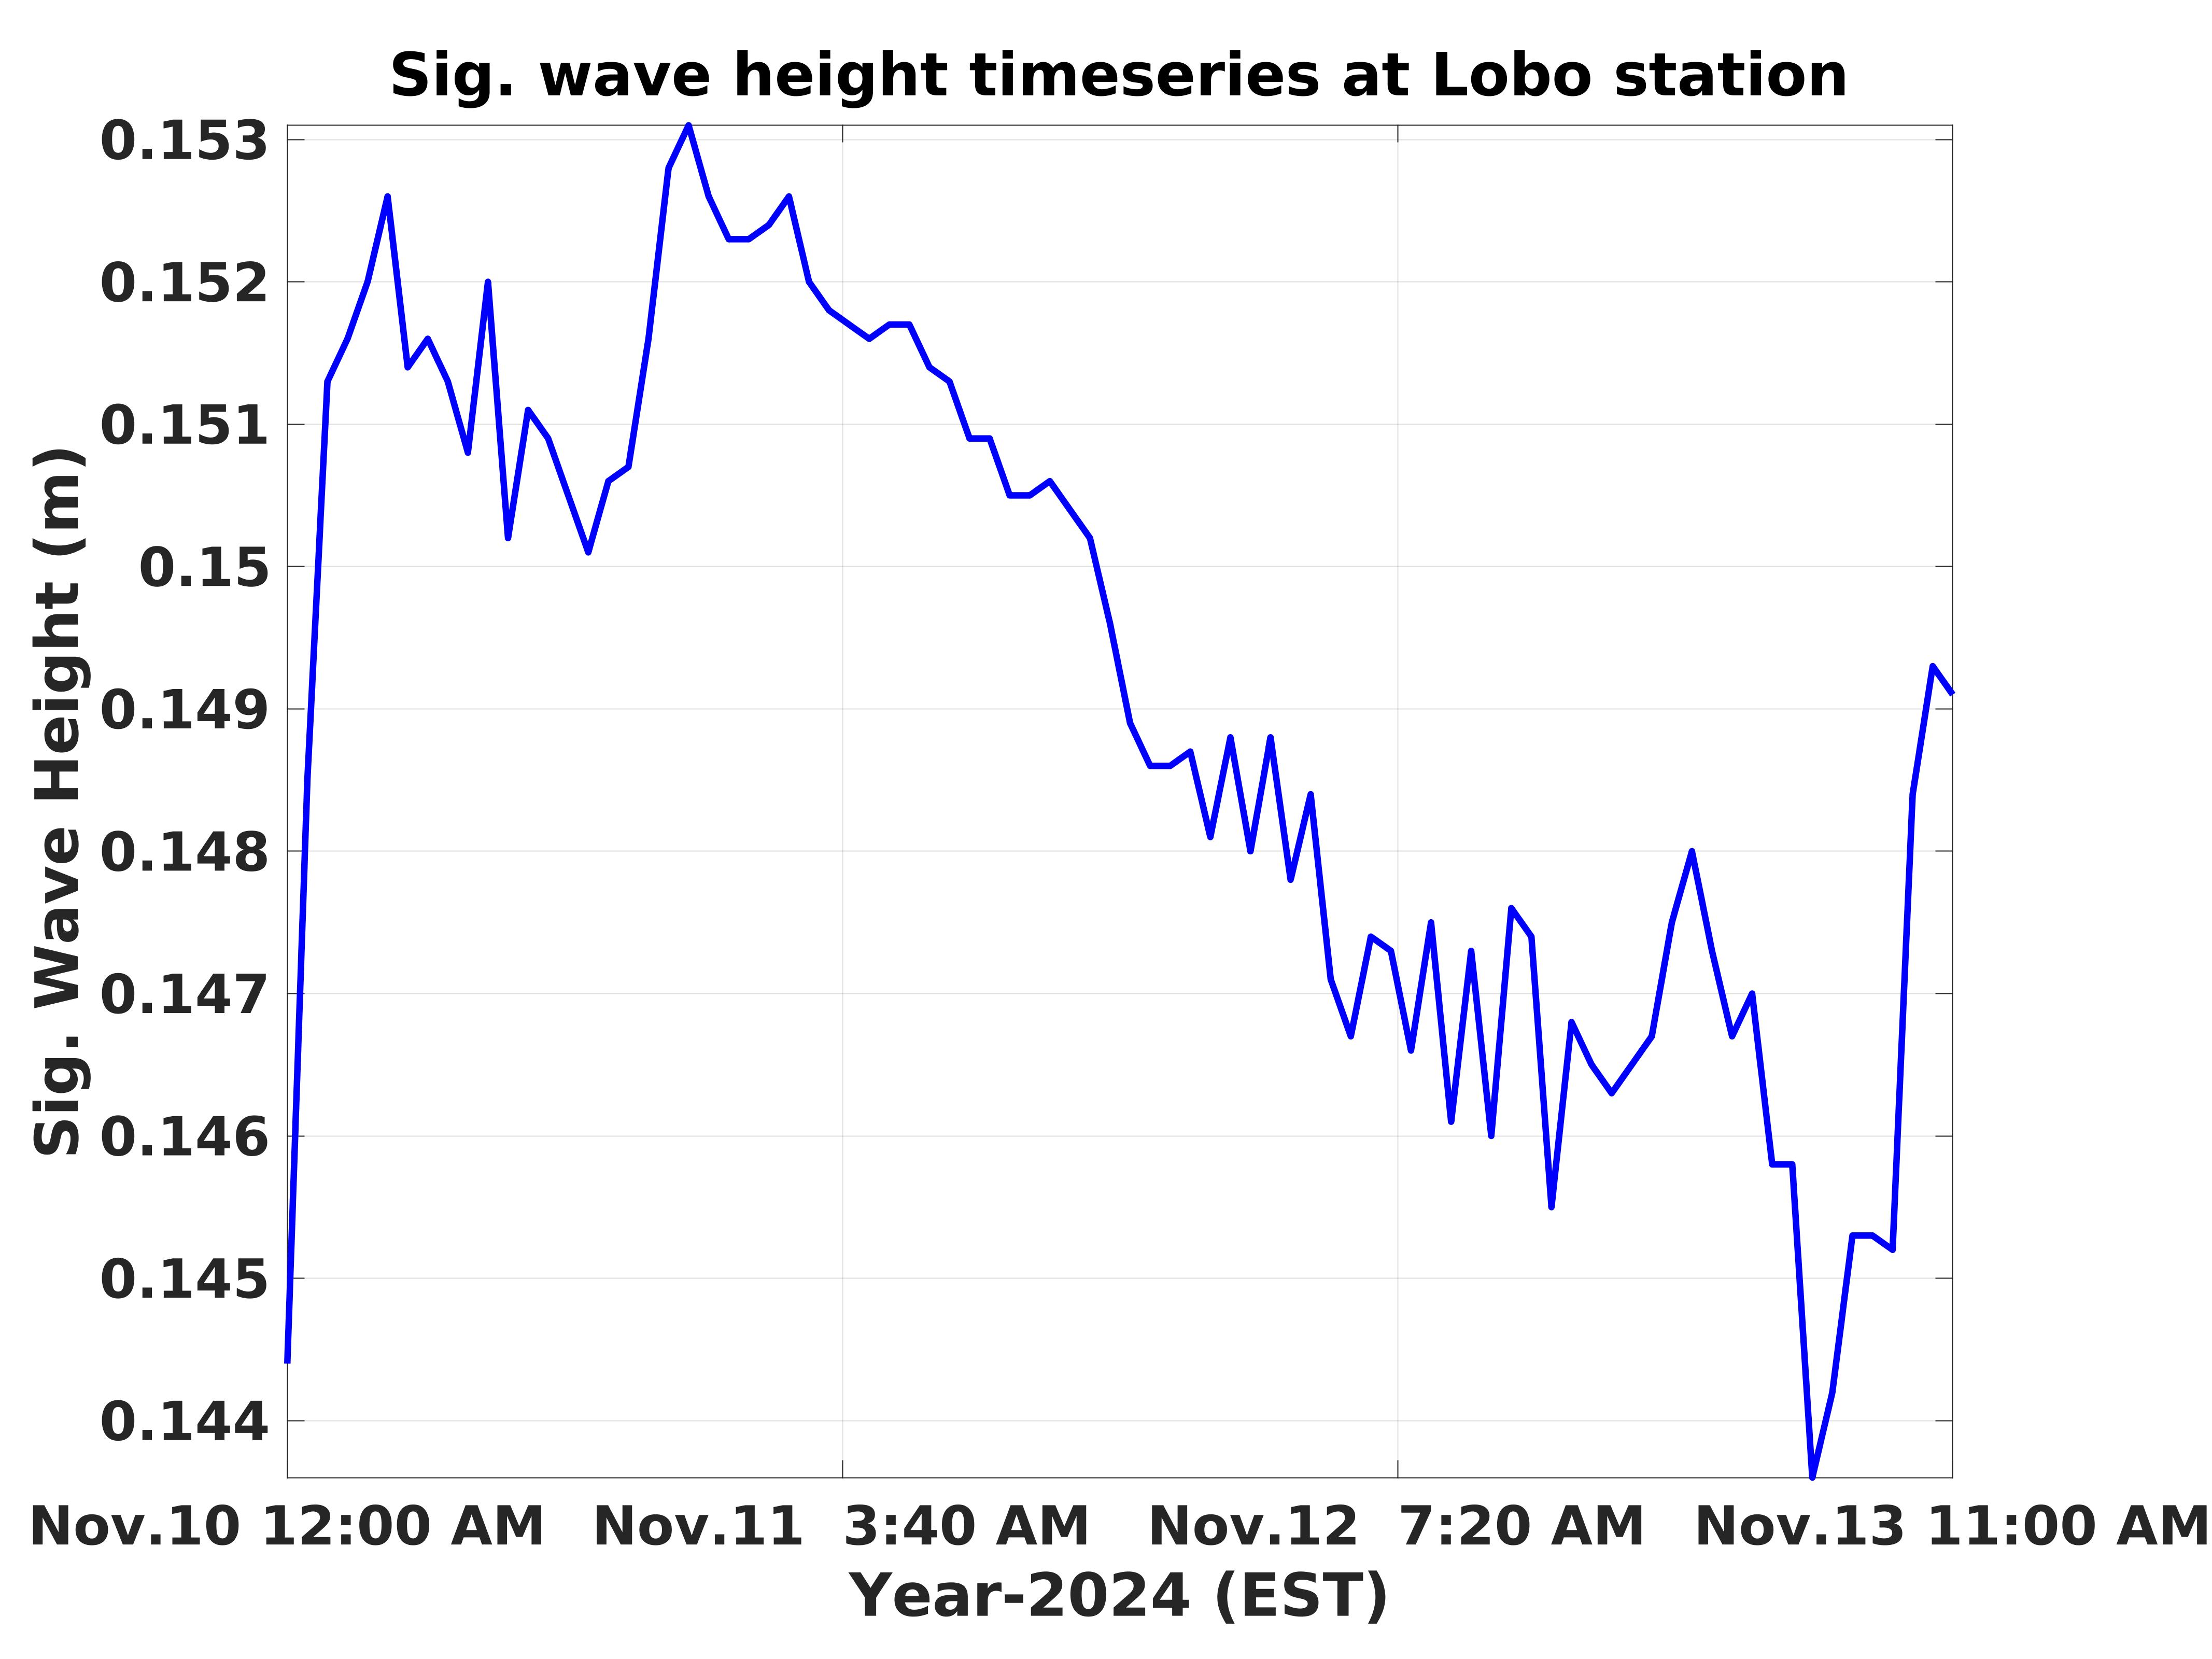 Sig. wave height timeseries at Lobo station
0.153
0.152
0.151
0.15
0.149
0.148
0.147
0.146
0.145
0.144
Sig. Wave Height (m)
Nov.10 12:00 AM Nov.11 3:40 AM Nov.12 7:20 AM Nov.13 11:00 AM
Year-2024 (EST)